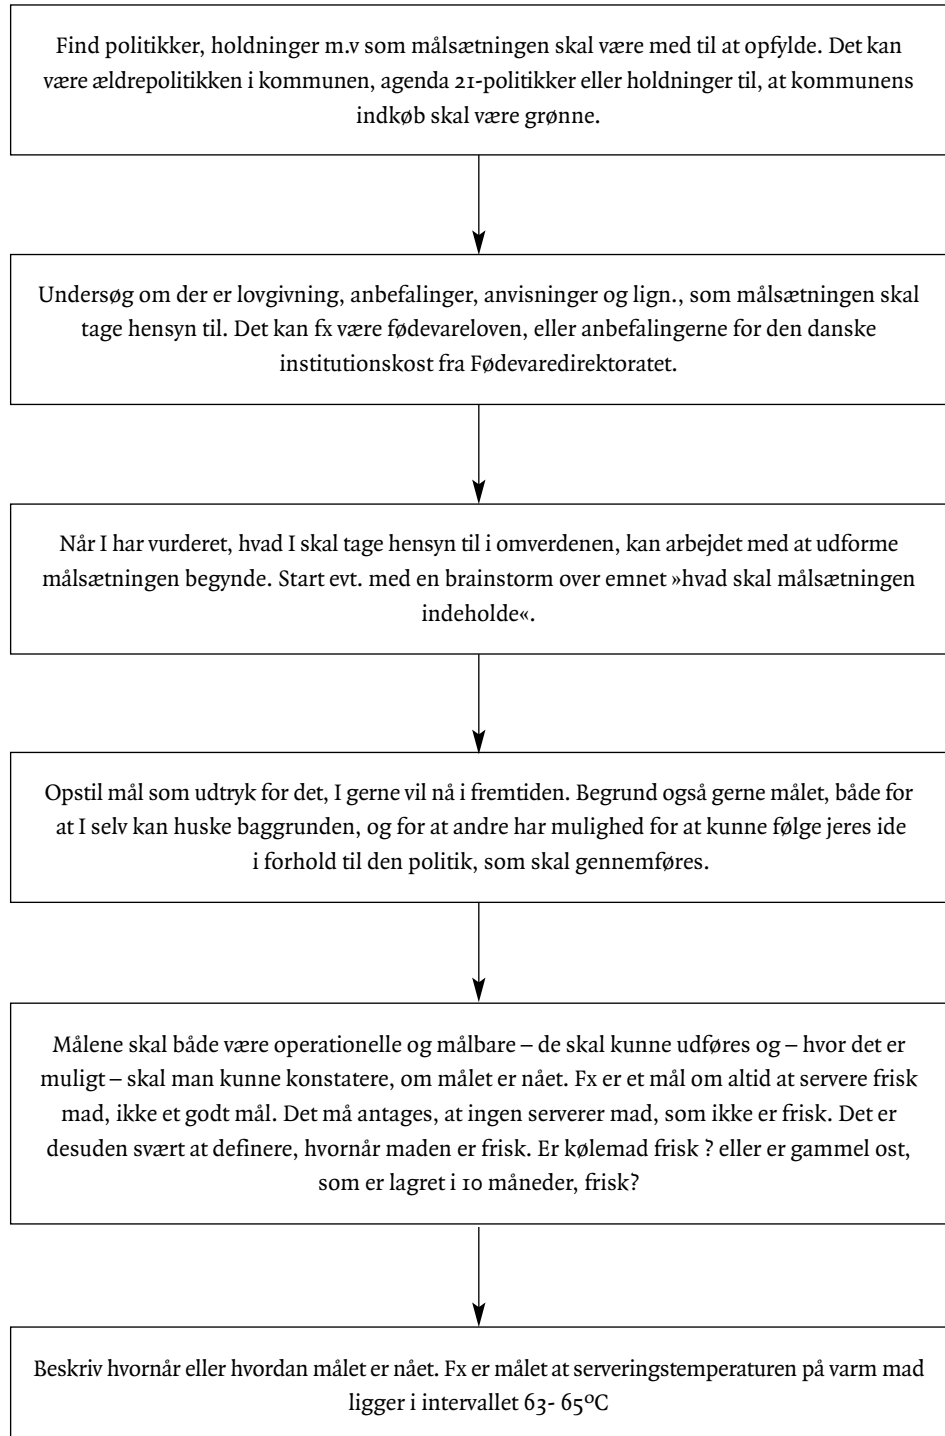 Find politikker, holdninger m.v som målsætningen skal være med til at opfylde. Det kan
være ældrepolitikken i kommunen, agenda 21-politikker eller holdninger til, at kommunens
indkøb skal være grønne.
Undersøg om der er lovgivning, anbefalinger, anvisninger og lign., som målsætningen skal
tage hensyn til. Det kan fx være fødevareloven, eller anbefalingerne for den danske
institutionskost fra Fødevaredirektoratet.
Når I har vurderet, hvad I skal tage hensyn til i omverdenen, kan arbejdet med at udforme
målsætningen begynde. Start evt. med en brainstorm over emnet »hvad skal målsætningen
indeholde«.
Opstil mål som udtryk for det, I gerne vil nå i fremtiden. Begrund også gerne målet, både for
at I selv kan huske baggrunden, og for at andre har mulighed for at kunne følge jeres ide
i forhold til den politik, som skal gennemføres.
Målene skal både være operationelle og målbare – de skal kunne udføres og – hvor det er
muligt – skal man kunne konstatere, om målet er nået. Fx er et mål om altid at servere frisk
mad, ikke et godt mål. Det må antages, at ingen serverer mad, som ikke er frisk. Det er
desuden svært at definere, hvornår maden er frisk. Er kølemad frisk ? eller er gammel ost,
som er lagret i 10 måneder, frisk?
Beskriv hvornår eller hvordan målet er nået. Fx er målet at serveringstemperaturen på varm mad
ligger i intervallet 63- 65ºC